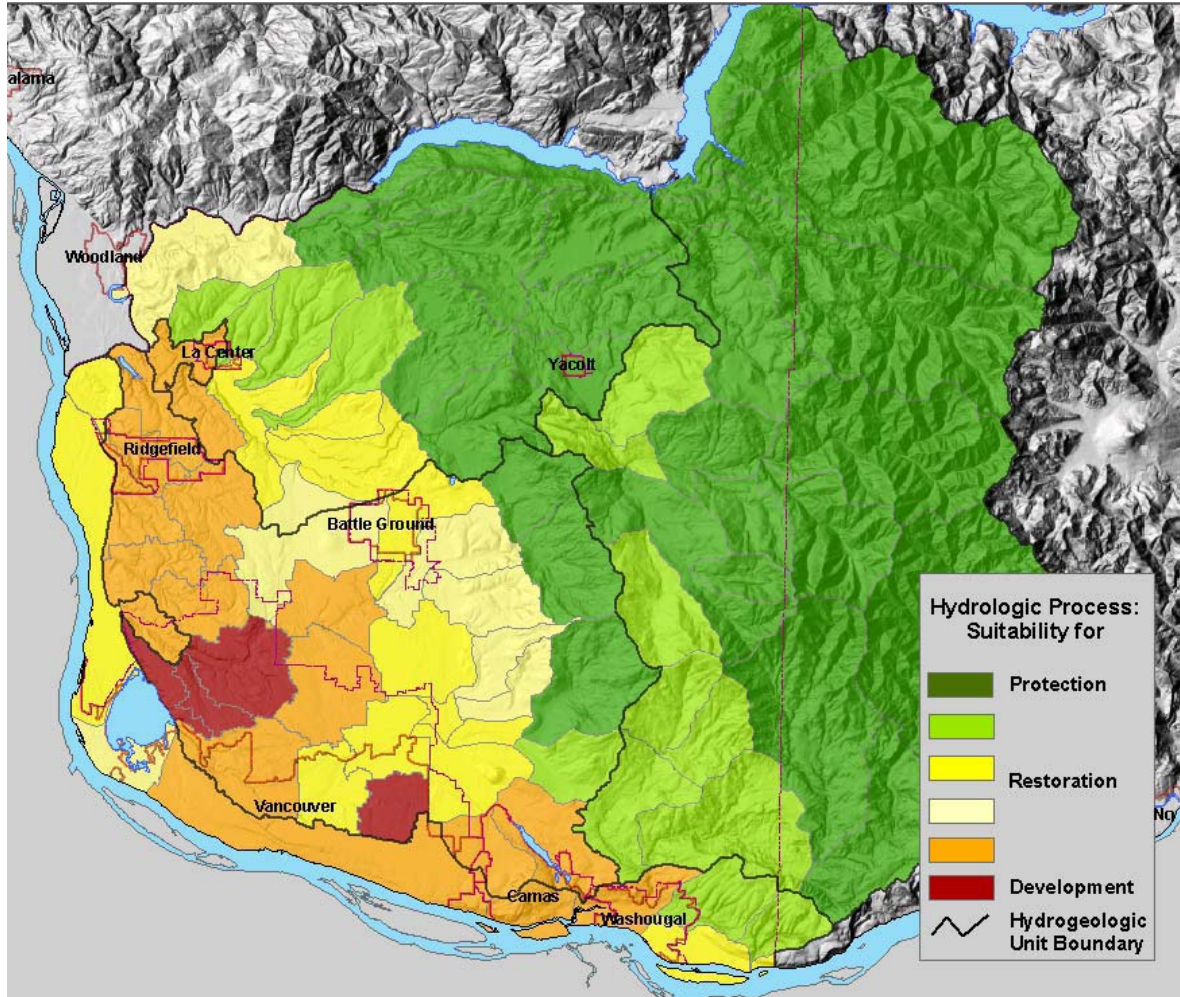 alama
Woodland
La Center
Yacolt
Ridgefield
Battle Ground
Vancouver
Camas
Washougal
No
Hydrologic Process:
Suitability for
Protection
Restoration
Development
Hydrogeologic
Unit Boundary